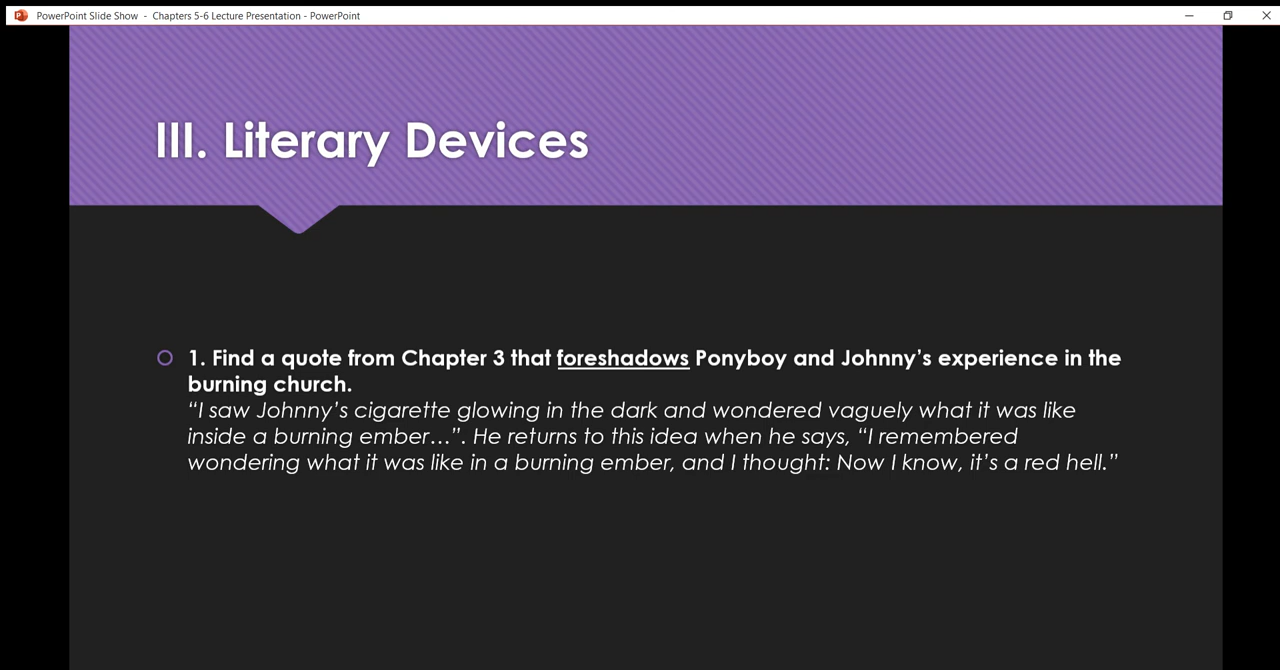 PowerPoint Slide Show - Chapters 5-6 Lecture Presentation - PowerPoint
III. Literary Devices
1. Find a quote from Chapter 3 that foreshadows Ponyboy and Johnny’s experience in the
burning church.
“I saw Johnny’s cigarette glowing in the dark and wondered vaguely what it was like
inside a burning ember…”. He returns to this idea when he says, “I remembered
wondering what it was like in a burning ember, and I thought: Now I know, it’s a red hell.”